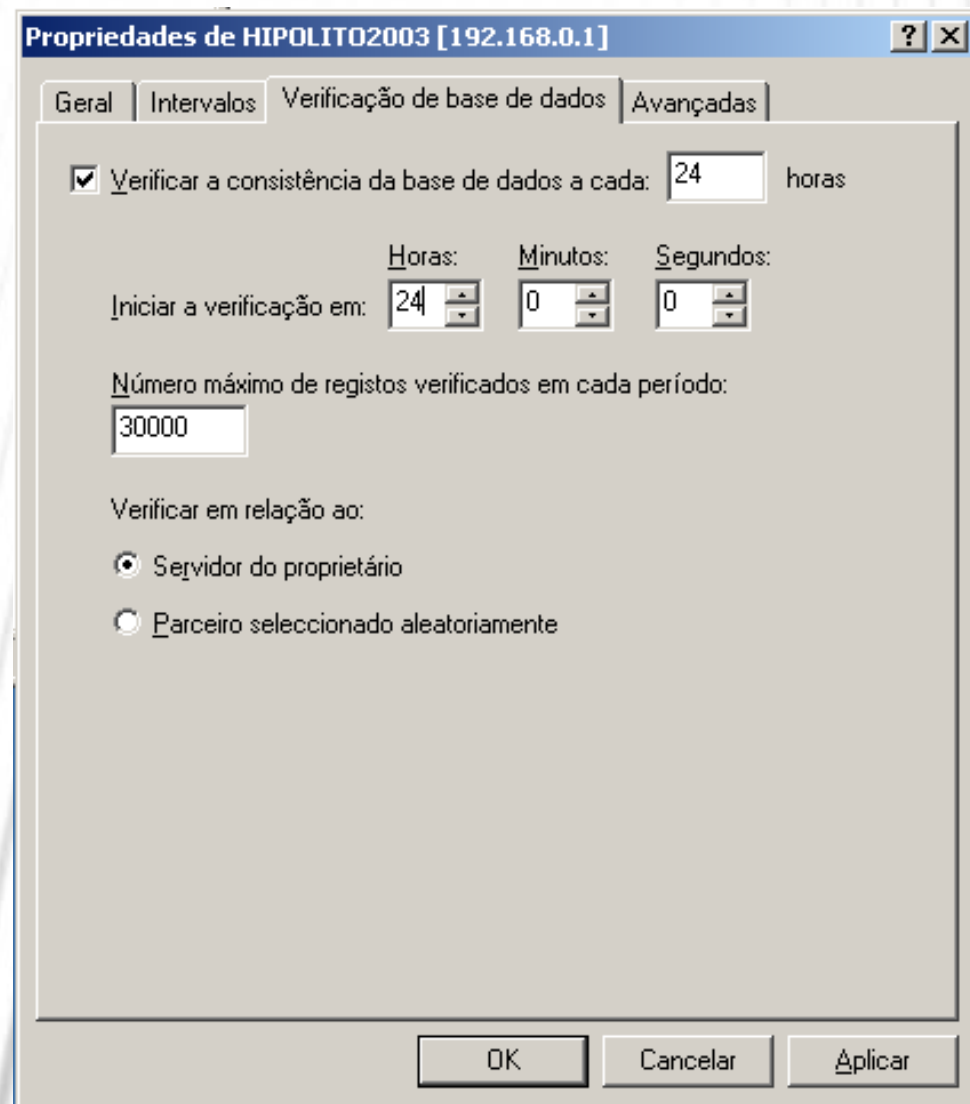 Propriedades de HIPOLITO2003 [192.168.0.1]
Geral Intervalos Verificação de base de dados Avançadas
Verificar a consistência da base de dados a cada: 24 horas
Horas: Minutos: Segundos:
Iniciar a verificação em: 24 0 0
Número máximo de registos verificados em cada período:
30000
Verificar em relação ao:
Servidor do proprietário
Parceiro seleccionado aleatoriamente
OK Cancelar Aplicar